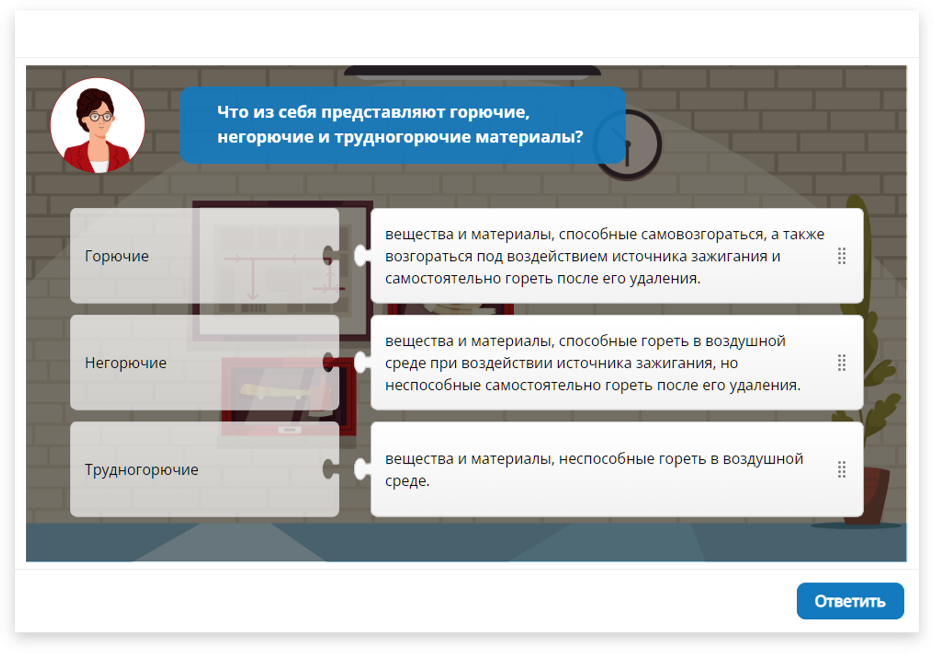 Что из себя представляют горючие,
негорючие и трудногорючие материалы?
Горючие
вещества и материалы, способные самовозгораться, а также
возгораться под воздействием источника зажигания и
самостоятельно гореть после его удаления.
Негорючие
вещества и материалы, способные гореть в воздушной
среде при воздействии источника зажигания, но
неспособные самостоятельно гореть после его удаления.
Трудногорючие
вещества и материалы, неспособные гореть в воздушной
среде.
Ответить